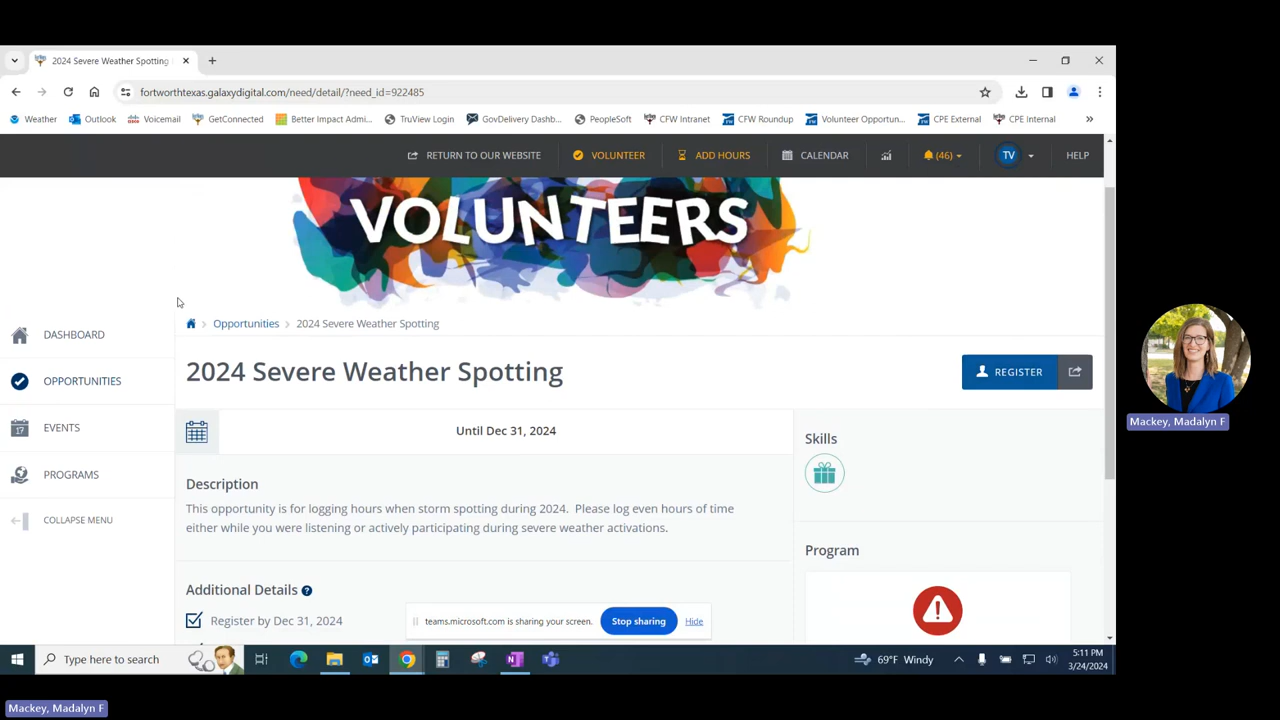 2024 Severe Weather Spotting
fortworthtexas.galaxydigital.com/need/detail/?need_id=922485
Weather Outlook Voicemail GetConnected Better Impact Admi... TruView Login GovDelivery Dashb... PeopleSoft CFW Intranet CFW Roundup Volunteer Opportun... CPE External CPE Internal »
RETURN TO OUR WEBSITE VOLUNTEER ADD HOURS CALENDAR (46) TV HELP
VOLUNTEERS
Opportunities 2024 Severe Weather Spotting
DASHBOARD
OPPORTUNITIES
EVENTS
17
PROGRAMS
COLLAPSE MENU
2024 Severe Weather Spotting
REGISTER
Until Dec 31, 2024
Description
This opportunity is for logging hours when storm spotting during 2024. Please log even hours of time
either while you were listening or actively participating during severe weather activations.
Additional Details ?
Register by Dec 31, 2024
Skills
Program
teams.microsoft.com is sharing your screen. Stop sharing Hide
Type here to search
69°F Windy
5:11 PM
3/24/2024
Mackey, Madalyn F
Mackey, Madalyn F